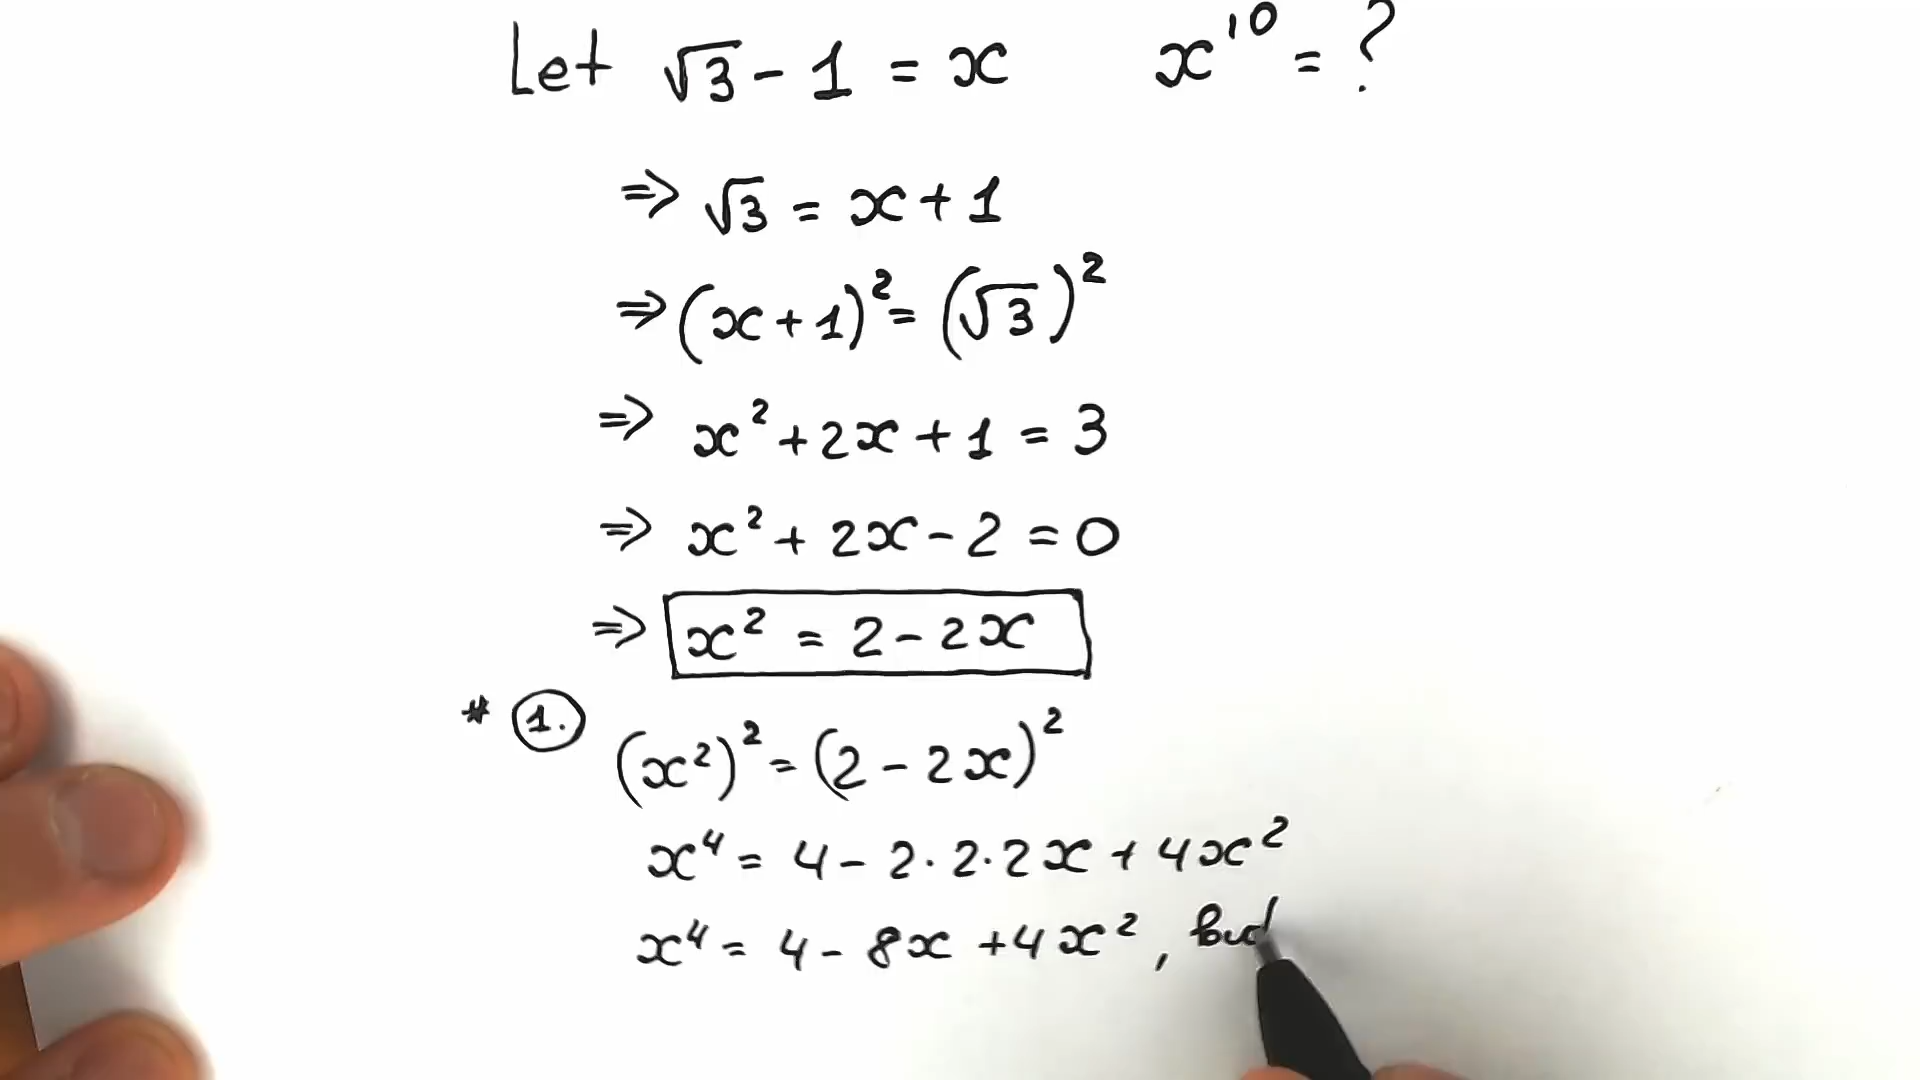 Let √3 - 1 = x x¹⁰ = ?
⇒ √3 = x + 1
⇒ (x + 1)² = (√3)²
⇒ x² + 2x + 1 = 3
⇒ x² + 2x - 2 = 0
⇒ x² = 2 - 2x
* 1. (x²)² = (2 - 2x)²
x⁴ = 4 - 2·2·2x + 4x²
x⁴ = 4 - 8x + 4x², but